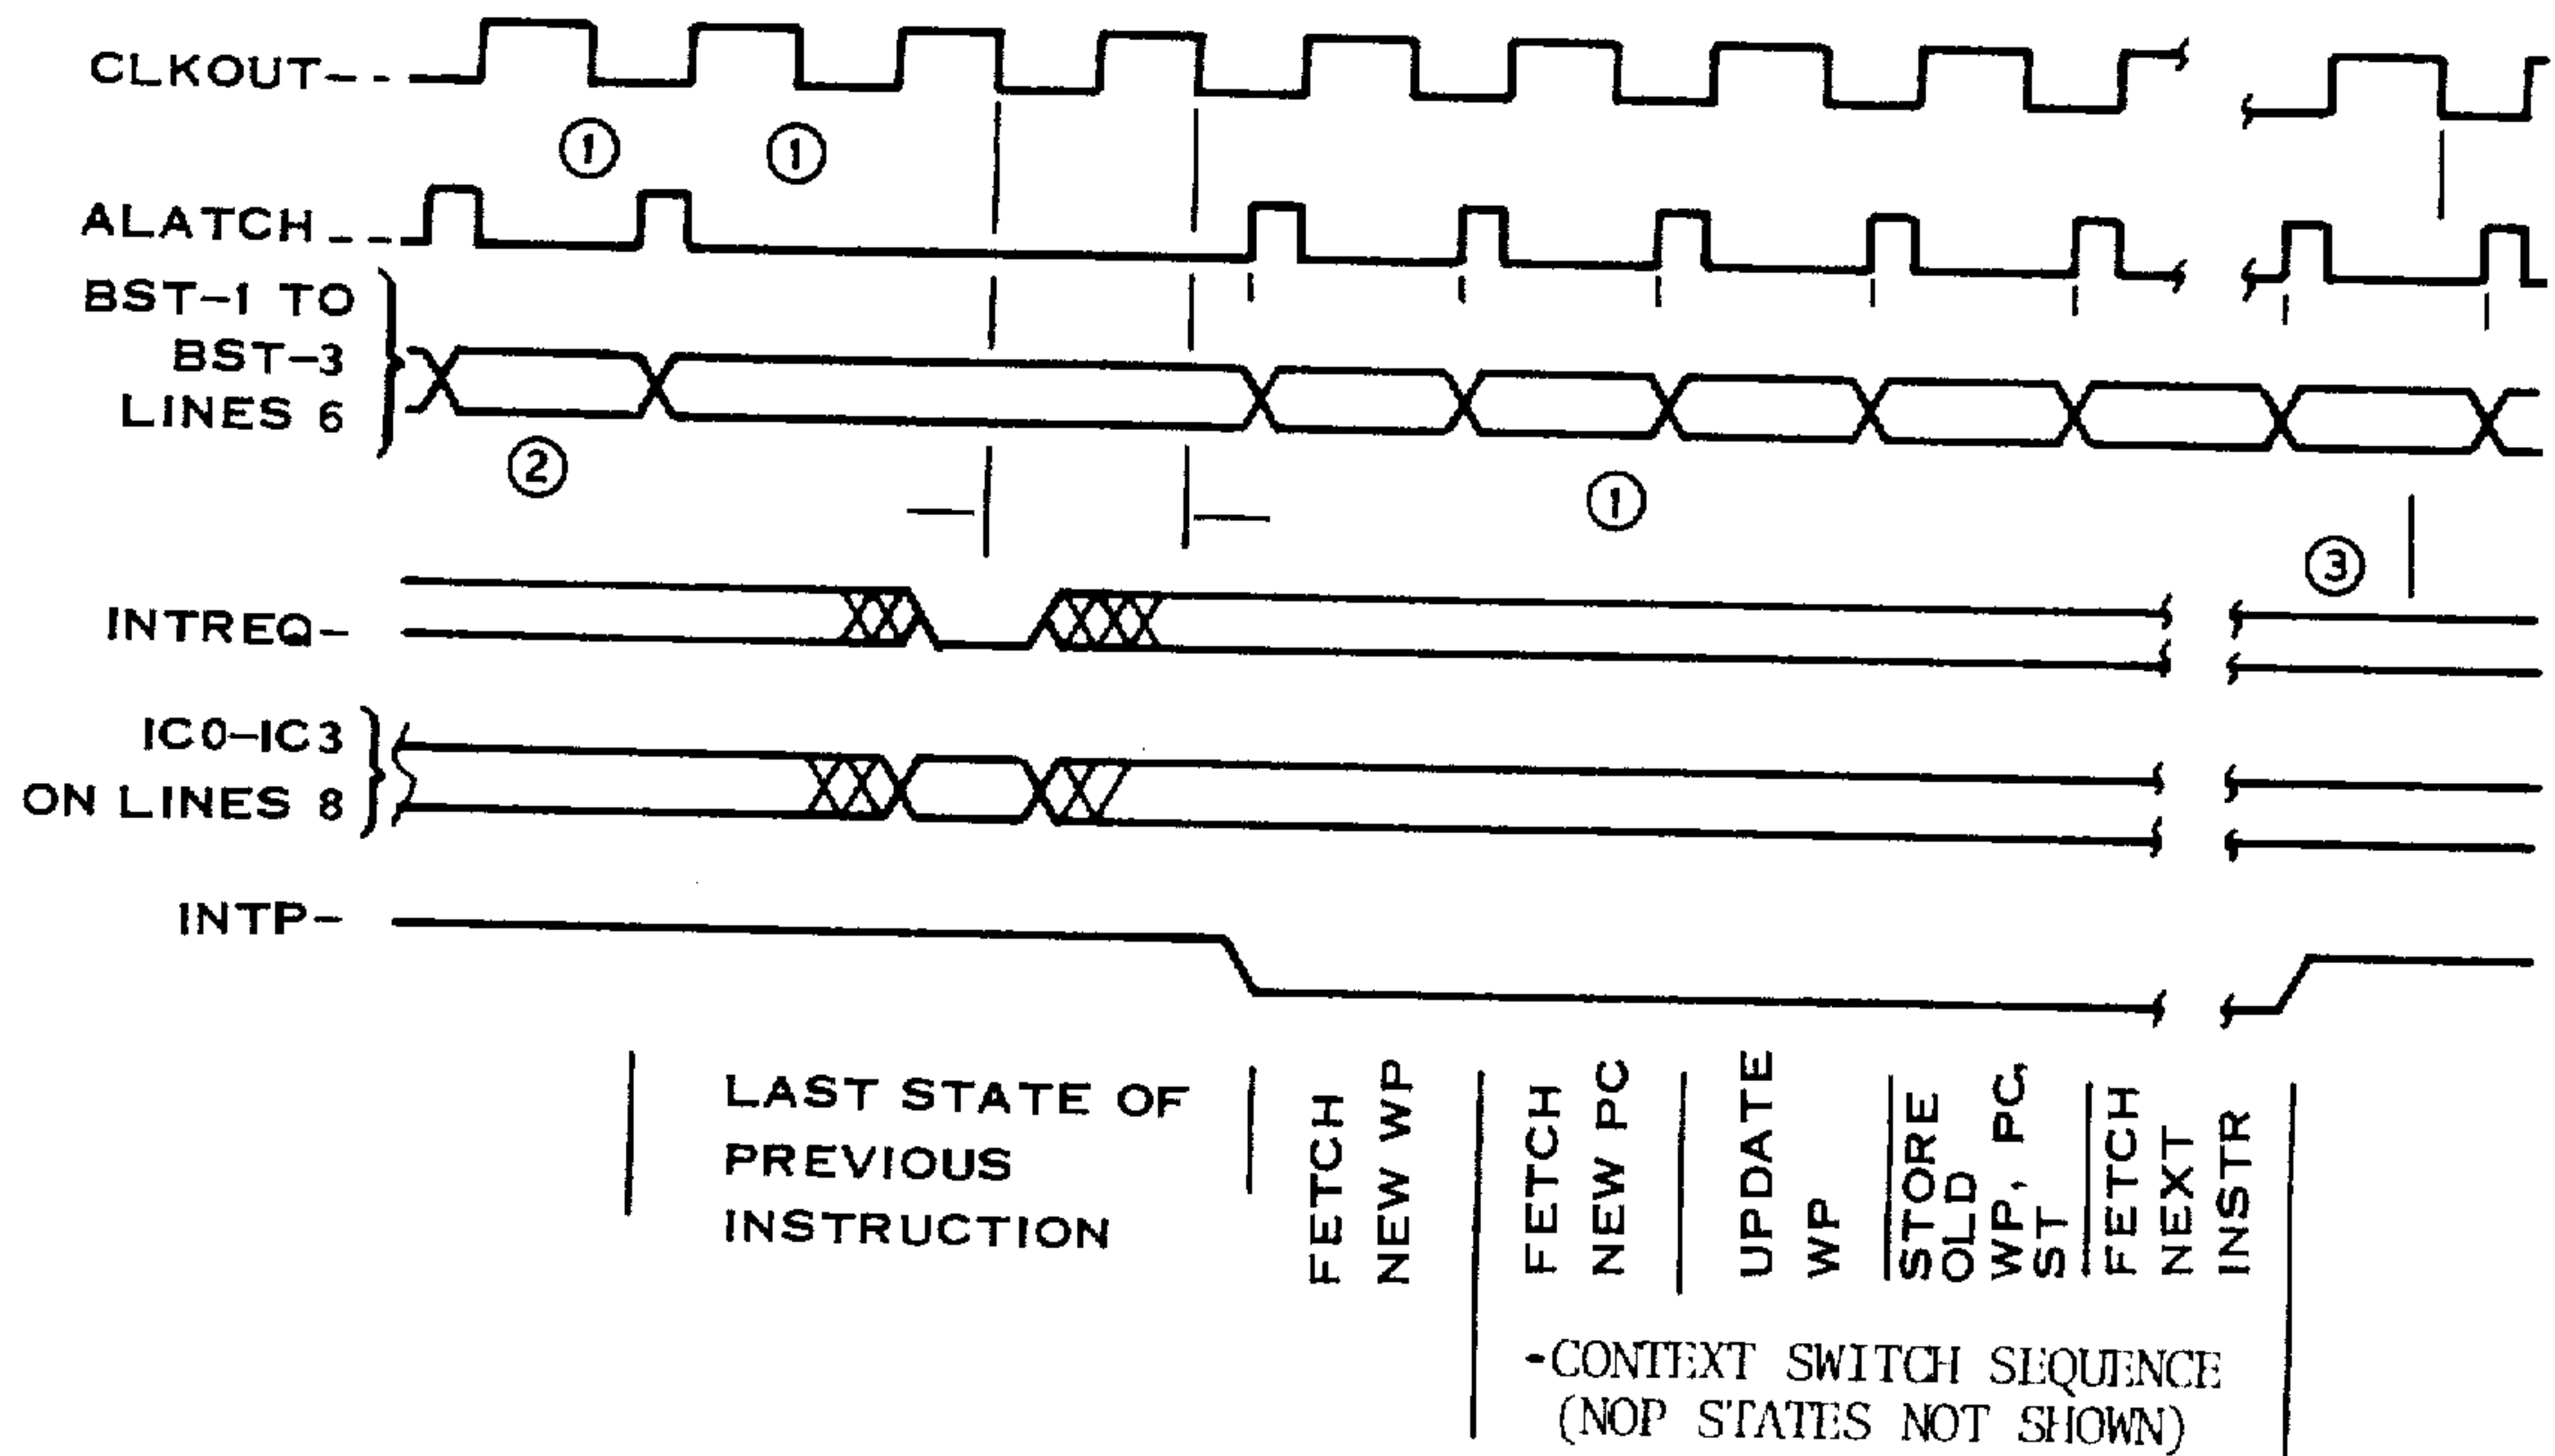 CLKOUT---
①
①
ALATCH---
BST-1 TO
BST-3
LINES 6
②
①
③
INTREQ-
IC0-IC3
ON LINES 8
INTP-
LAST STATE OF
PREVIOUS
INSTRUCTION
FETCH
NEW WP
FETCH
NEW PC
UPDATE
WP
STORE
OLD
WP, PC,
ST
FETCH
NEXT
INSTR
-CONTEXT SWITCH SEQUENCE
(NOP STATES NOT SHOWN)